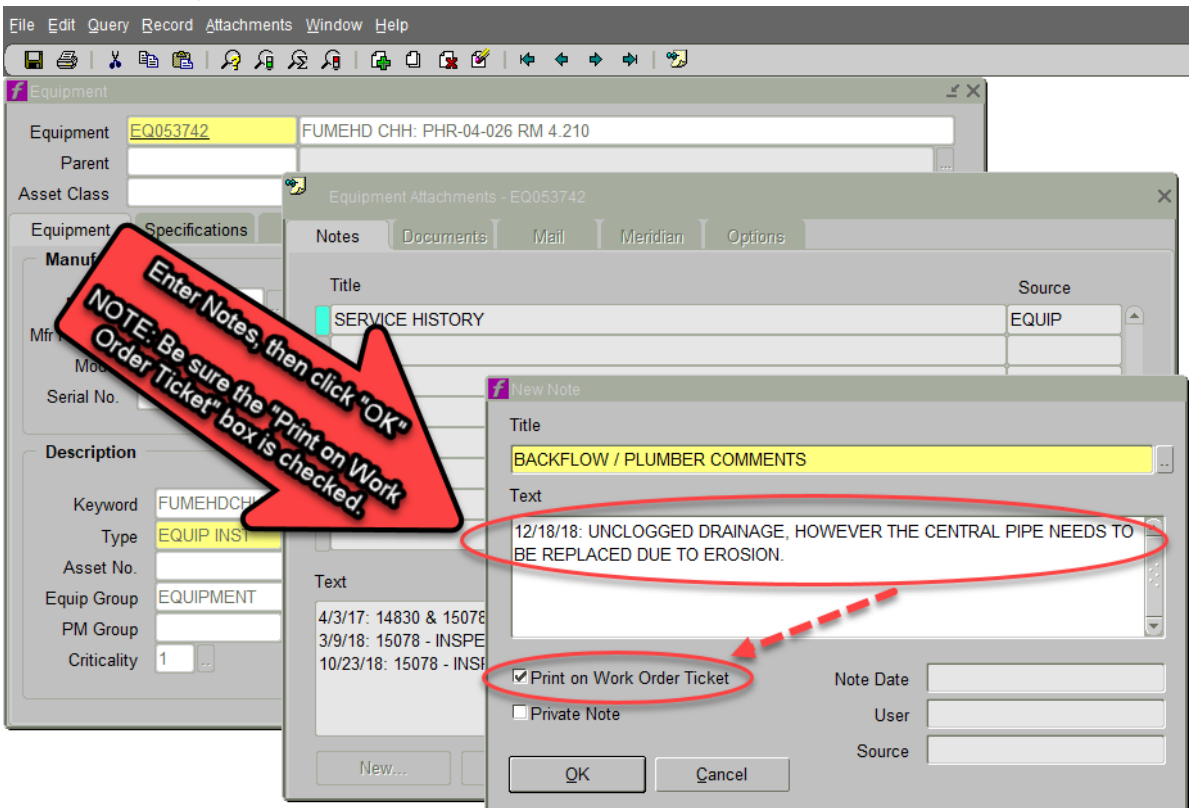 File Edit Query Record Attachments Window Help
Equipment
Equipment EQ053742 FUMEHD CHH: PHR-04-026 RM 4.210
Parent
Asset Class
Equipment Specifications
Manuf
Mfr
Mod
Serial No.
Description
Keyword FUMEHDCH
Type EQUIP INST
Asset No.
Equip Group EQUIPMENT
PM Group
Criticality 1
Enter Notes, then click "OK"
NOTE: Be sure the "Print on Work
Order Ticket" box is checked.
Equipment Attachments - EQ053742
Notes Documents Mail Meridian Options
Title Source
SERVICE HISTORY EQUIP
Text
4/3/17: 14830 & 15078
3/9/18: 15078 - INSPE
10/23/18: 15078 - INSP
New...
New Note
Title
BACKFLOW / PLUMBER COMMENTS
Text
12/18/18: UNCLOGGED DRAINAGE, HOWEVER THE CENTRAL PIPE NEEDS TO
BE REPLACED DUE TO EROSION.
Print on Work Order Ticket
Private Note
Note Date
User
Source
OK Cancel